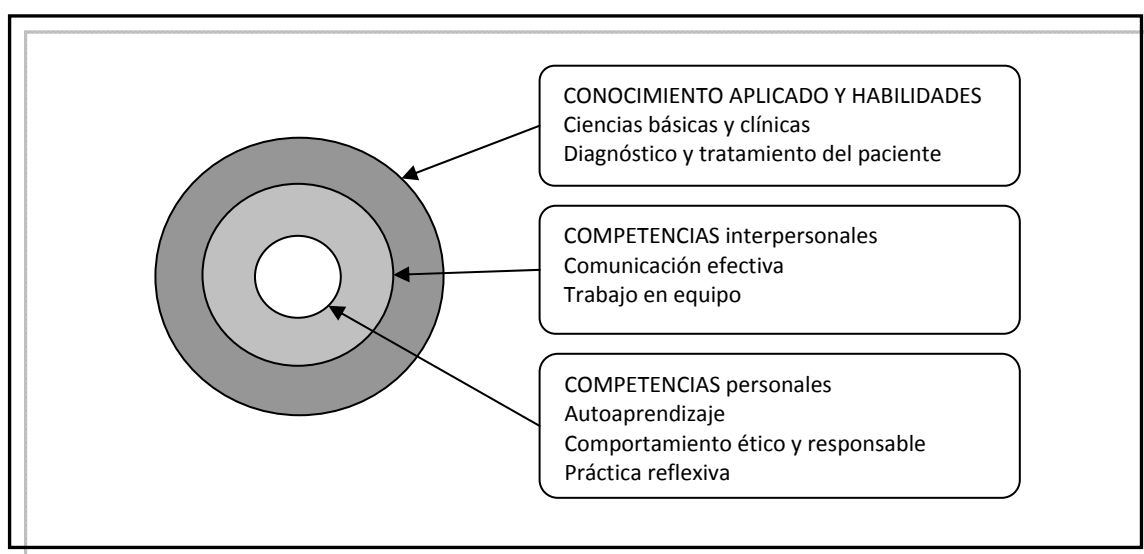 CONOCIMIENTO APLICADO Y HABILIDADES
Ciencias básicas y clínicas
Diagnóstico y tratamiento del paciente
COMPETENCIAS interpersonales
Comunicación efectiva
Trabajo en equipo
COMPETENCIAS personales
Autoaprendizaje
Comportamiento ético y responsable
Práctica reflexiva